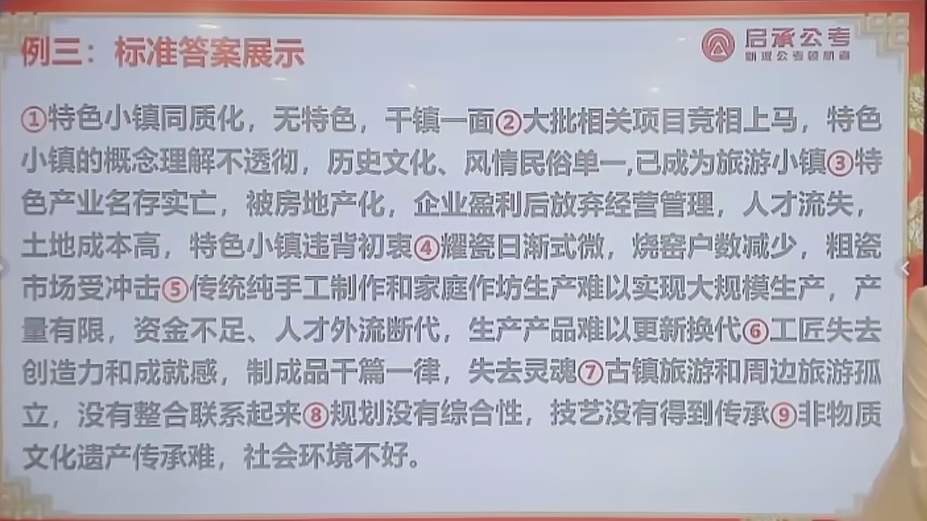 例三：标准答案展示
启承公考
①特色小镇同质化，无特色，千镇一面②大批相关项目竞相上马，特色
小镇的概念理解不透彻，历史文化、风情民俗单一,已成为旅游小镇③特
色产业名存实亡，被房地产化，企业盈利后放弃经营管理，人才流失，
土地成本高，特色小镇违背初衷④耀瓷日渐式微，烧窑户数减少，粗瓷
市场受冲击⑤传统纯手工制作和家庭作坊生产难以实现大规模生产，产
量有限，资金不足、人才外流断代，生产产品难以更新换代⑥工匠失去
创造力和成就感，制成品千篇一律，失去灵魂⑦古镇旅游和周边旅游孤
立，没有整合联系起来⑧规划没有综合性，技艺没有得到传承⑨非物质
文化遗产传承难，社会环境不好。